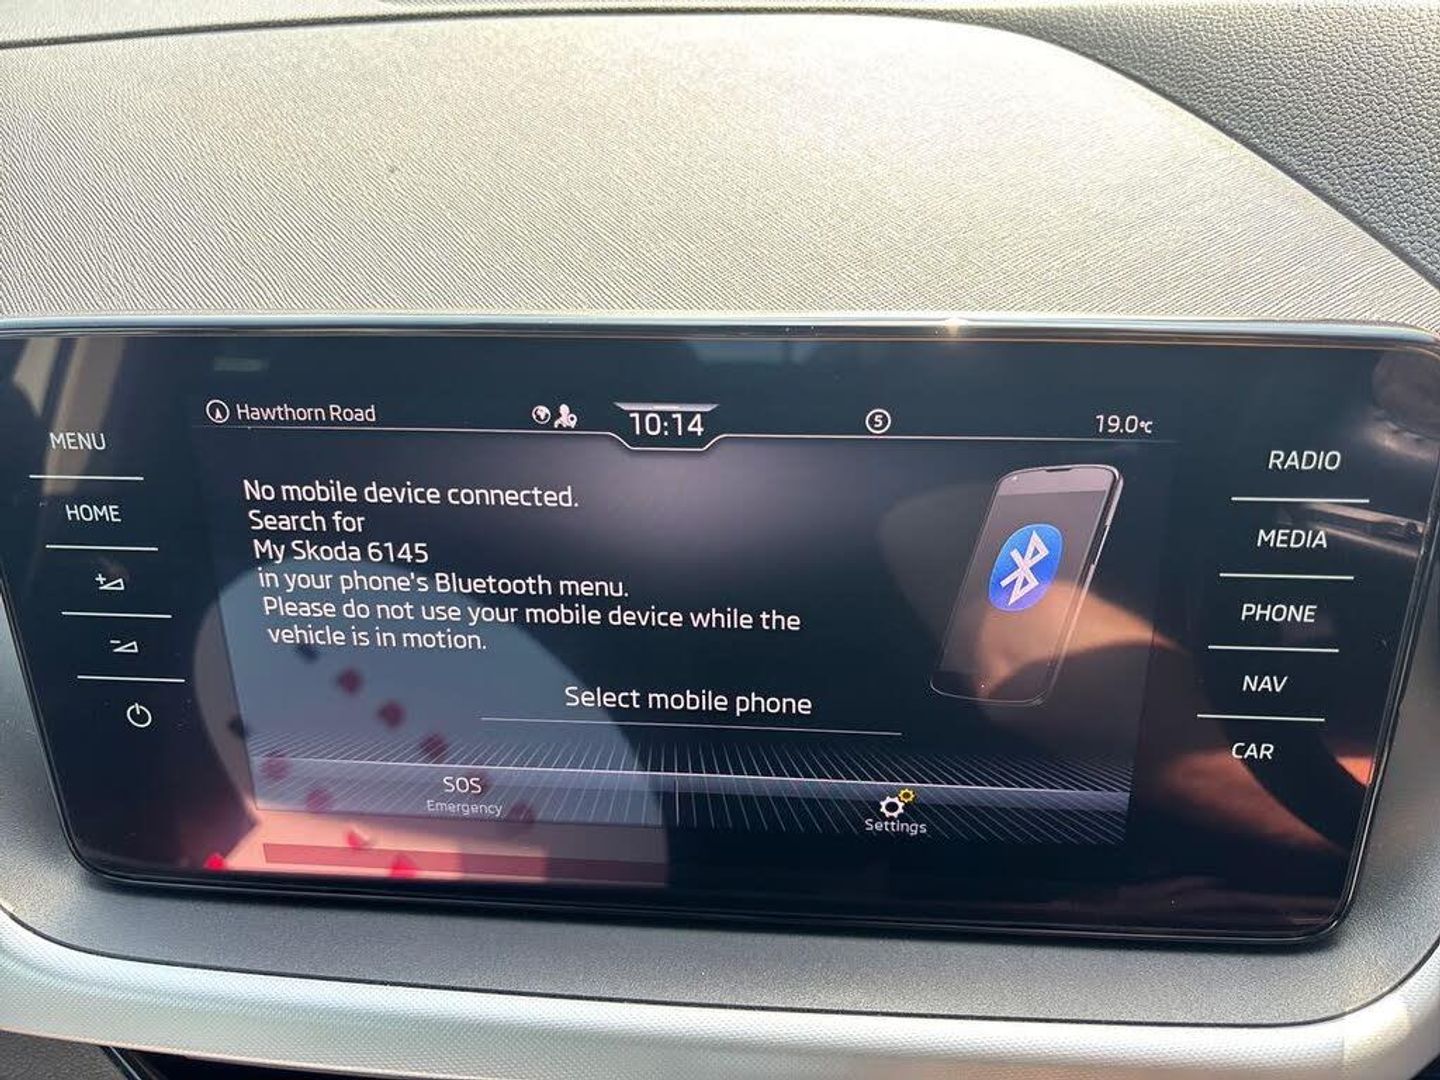 Hawthorn Road
10:14
5
19.0°C
MENU
HOME
No mobile device connected.
Search for
My Skoda 6145
in your phone's Bluetooth menu.
Please do not use your mobile device while the
vehicle is in motion.
Select mobile phone
SOS
Emergency
Settings
RADIO
MEDIA
PHONE
NAV
CAR